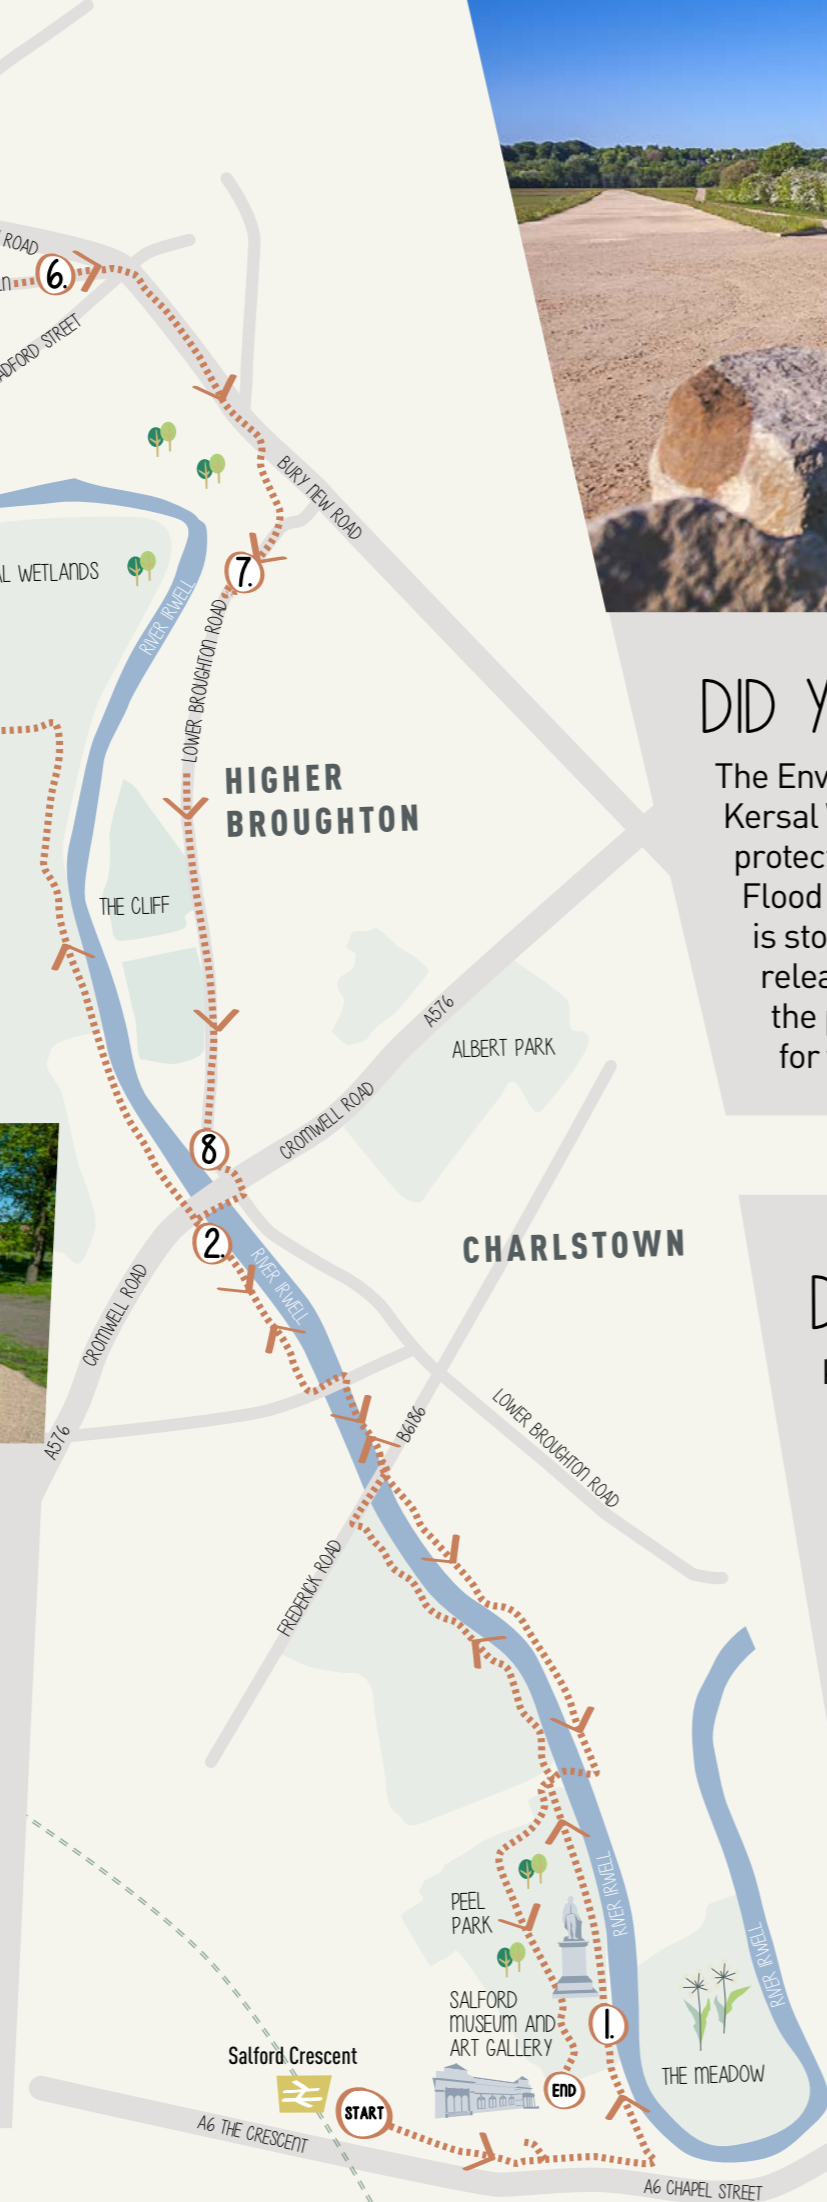 ROAD
6.
BURY NEW ROAD
7.
WETLANDS
RIVER IRWELL
LOWER BROUGHTON ROAD
DID
The Env
Kersal
protec
Flood
is sto
relea
the
for
HIGHER
BROUGHTON
THE CLIFF
A576
ALBERT PARK
CROMWELL ROAD
8
2.
RIVER IRWELL
CHARLSTOWN
CROMWELL ROAD
A576
B6186
LOWER BROUGHTON ROAD
FREDERICK ROAD
PEEL
PARK
RIVER IRWELL
RIVER IRWELL
SALFORD
MUSEUM AND
ART GALLERY
1.
THE MEADOW
Salford Crescent
START
END
A6 THE CRESCENT
A6 CHAPEL STREET